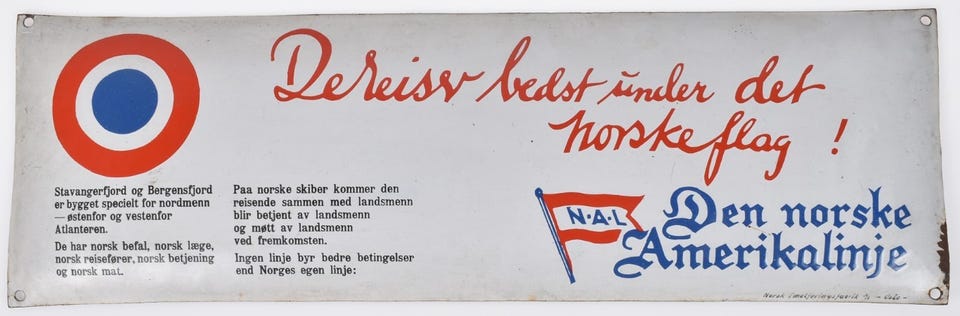 De reiser bedst under det
norske flag !
Stavangerfjord og Bergensfjord
er bygget specielt for nordmenn
— østenfor og vestenfor
Atlanteren.
De har norsk befal, norsk læge,
norsk reisefører, norsk betjening
og norsk mat.
Paa norske skiber kommer den
reisende sammen med landsmenn
blir betjent av landsmenn
og møtt av landsmenn
ved fremkomsten.
Ingen linje byr bedre betingelser
end Norges egen linje:
N·A·L
Den norske
Amerikalinje
Norsk Emaljeringsfabrik A/S – Oslo –